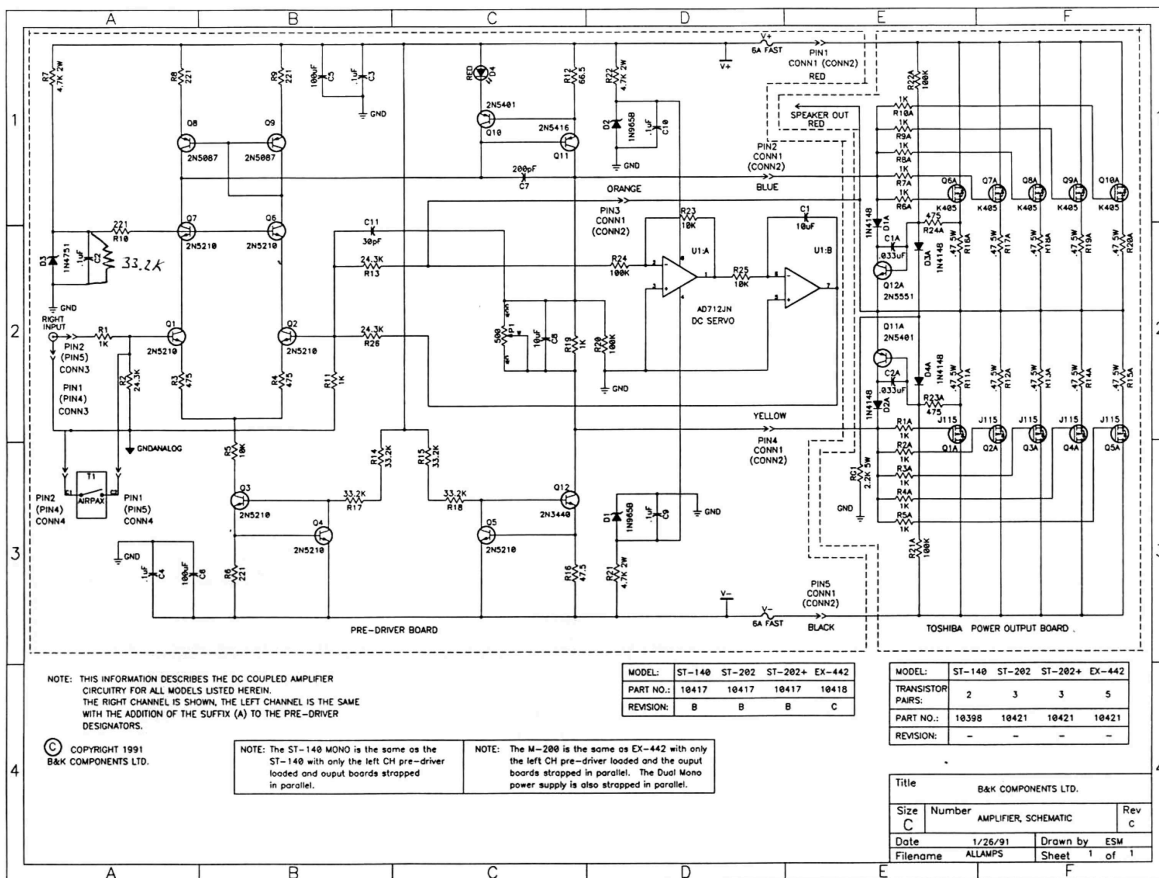 A B C D E F
1
2
3
4
R7
4.7K 2W
R8
221
R9
221
100uF
C5
.1uF
C3
GND
RED
D4
R12
66.5
2N5401
Q10
2N5416
Q11
R22
4.7K 2W
D2
1N965B
.1uF
C10
GND
V+
V+
6A FAST
PIN1
CONN1 (CONN2)
RED
SPEAKER OUT
RED
R22A
100K
1K
R10A
1K
R9A
1K
R8A
1K
R7A
1K
R6A
Q8
2N5087
Q9
2N5087
200pF
C7
PIN2
CONN1
(CONN2)
BLUE
ORANGE
PIN3
CONN1
(CONN2)
Q6A
K405
Q7A
K405
Q8A
K405
Q9A
K405
Q10A
K405
221
R10
Q7
2N5210
Q6
2N5210
C11
30pF
24.3K
R13
D3
1N4751
.1uF
C2
33.2K
GND
R23
10K
R24
100K
U1:A
2
3
8
4
1
AD712JN
DC SERVO
R25
10K
C1
10uF
U1:B
6
5
7
1N4148
D1A
C1A
.033uF
475
R24A
D3A
1N4148
Q12A
2N5551
.47 5W
R16A
.47 5W
R17A
.47 5W
R18A
.47 5W
R19A
.47 5W
R20A
RIGHT
INPUT
R1
1K
PIN2
(PIN5)
CONN3
PIN1
(PIN4)
CONN3
R2
24.3K
Q1
2N5210
Q2
2N5210
24.3K
R26
R3
475
R4
475
R11
1K
500
P1
10uF
C8
R19
1K
R20
100K
GND
Q11A
2N5401
C2A
.033uF
D4A
1N4148
1N4148
D2A
R23A
475
.47 5W
R11A
.47 5W
R12A
.47 5W
R13A
.47 5W
R14A
.47 5W
R15A
YELLOW
PIN4
CONN1
(CONN2)
R1A
1K
R2A
1K
R3A
1K
R4A
1K
R5A
1K
J115
Q1A
J115
Q2A
J115
Q3A
J115
Q4A
J115
Q5A
RG1
2.2K 5W
GND
R21A
100K
GNDANALOG
R5
10K
R14
33.2K
R15
33.2K
PIN2
(PIN4)
CONN4
C1
T1
AIRPAX
C2
PIN1
(PIN5)
CONN4
Q3
2N5210
33.2K
R17
Q4
2N5210
33.2K
R18
Q12
2N3440
Q5
2N5210
D1
1N965B
.1uF
C9
GND
GND
.1uF
C4
100uF
C6
R6
221
R16
47.5
R21
4.7K 2W
V-
V-
6A FAST
PIN5
CONN1
(CONN2)
BLACK
PRE-DRIVER BOARD
TOSHIBA POWER OUTPUT BOARD .
NOTE: THIS INFORMATION DESCRIBES THE DC COUPLED AMPLIFIER
CIRCUITRY FOR ALL MODELS LISTED HEREIN.
THE RIGHT CHANNEL IS SHOWN, THE LEFT CHANNEL IS THE SAME
WITH THE ADDITION OF THE SUFFIX (A) TO THE PRE-DRIVER
DESIGNATORS.
© COPYRIGHT 1991
B&K COMPONENTS LTD.
NOTE: The ST-140 MONO is the same as the
ST-140 with only the left CH pre-driver
loaded and ouput boards strapped
in parallel.
NOTE: The M-200 is the same as EX-442 with only
the left CH pre-driver loaded and the ouput
boards strapped in parallel. The Dual Mono
power supply is also strapped in parallel.
MODEL: ST-140 ST-202 ST-202+ EX-442
PART NO.: 10417 10417 10417 10418
REVISION: B B B C
MODEL: ST-140 ST-202 ST-202+ EX-442
TRANSISTOR PAIRS: 2 3 3 5
PART NO.: 10398 10421 10421 10421
REVISION: - - - -
Title
B&K COMPONENTS LTD.
Size Number Rev
C AMPLIFIER, SCHEMATIC C
Date 1/26/91 Drawn by ESM
Filename ALLAMPS Sheet 1 of 1
A B C D E F